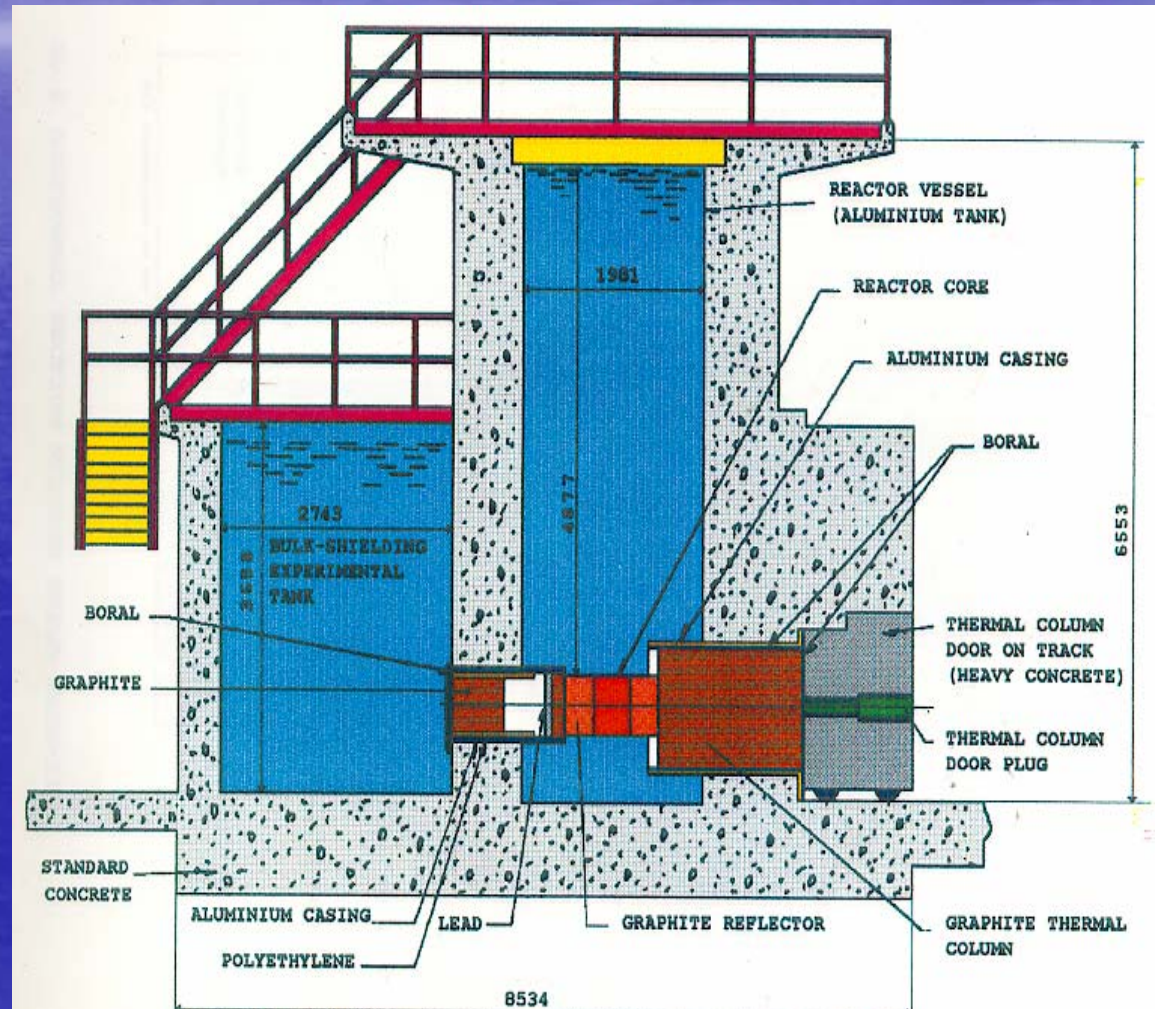 REACTOR VESSEL
(ALUMINIUM TANK)
1981
REACTOR CORE
ALUMINIUM CASING
BORAL
4877
6553
2743
BULK-SHIELDING
EXPERIMENTAL
TANK
BORAL
GRAPHITE
THERMAL COLUMN
DOOR ON TRACK
(HEAVY CONCRETE)
THERMAL COLUMN
DOOR PLUG
STANDARD
CONCRETE
ALUMINIUM CASING
LEAD
GRAPHITE REFLECTOR
GRAPHITE THERMAL
COLUMN
POLYETHYLENE
8534